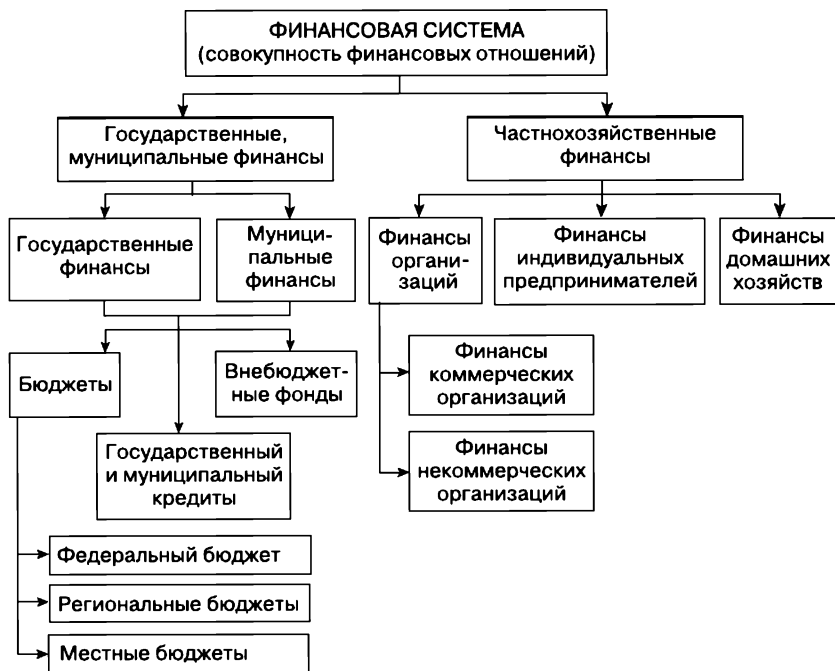 ФИНАНСОВАЯ СИСТЕМА
(совокупность финансовых отношений)
Государственные,
муниципальные финансы
Частнохозяйственные
финансы
Государственные
финансы
Муници-
пальные
финансы
Финансы
органи-
заций
Финансы
индивидуальных
предпринимателей
Финансы
домашних
хозяйств
Бюджеты
Внебюджет-
ные фонды
Финансы
коммерческих
организаций
Государственный
и муниципальный
кредиты
Финансы
некоммерческих
организаций
Федеральный бюджет
Региональные бюджеты
Местные бюджеты